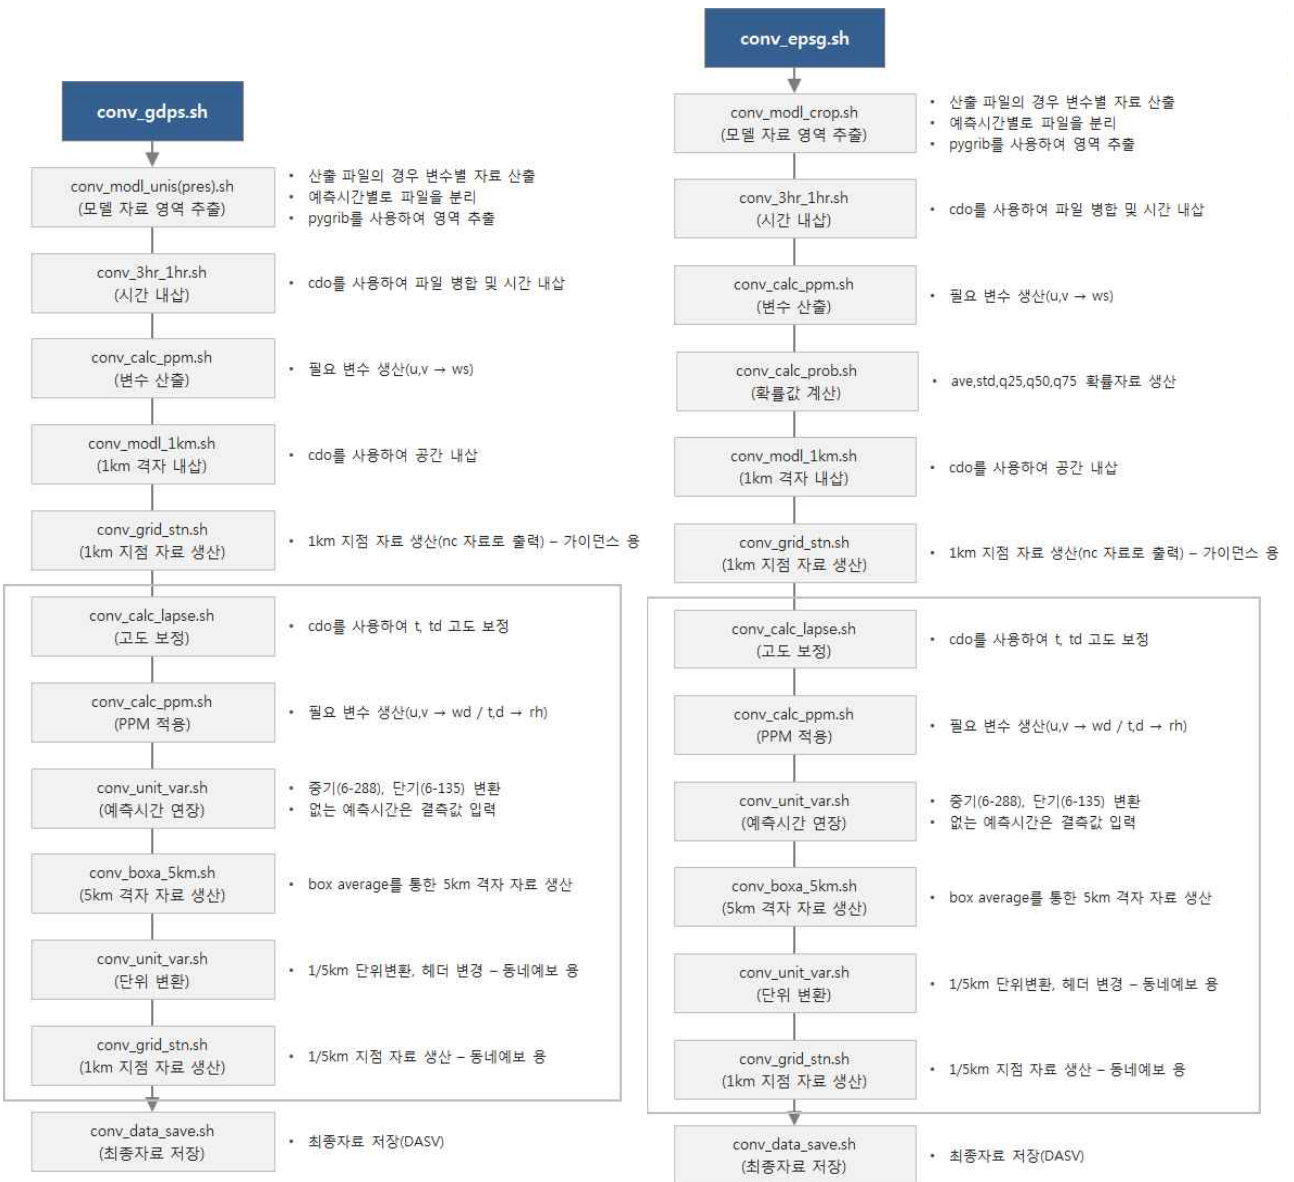 conv_gdps.sh
conv_modl_unis(pres).sh
(모델 자료 영역 추출)
• 산출 파일의 경우 변수별 자료 산출
• 예측시간별로 파일을 분리
• pygrib를 사용하여 영역 추출
conv_3hr_1hr.sh
(시간 내삽)
• cdo를 사용하여 파일 병합 및 시간 내삽
conv_calc_ppm.sh
(변수 산출)
• 필요 변수 생산(u,v → ws)
conv_modl_1km.sh
(1km 격자 내삽)
• cdo를 사용하여 공간 내삽
conv_grid_stn.sh
(1km 지점 자료 생산)
• 1km 지점 자료 생산(nc 자료로 출력) – 가이던스 용
conv_calc_lapse.sh
(고도 보정)
• cdo를 사용하여 t, td 고도 보정
conv_calc_ppm.sh
(PPM 적용)
• 필요 변수 생산(u,v → wd / t,d → rh)
conv_unit_var.sh
(예측시간 연장)
• 중기(6-288), 단기(6-135) 변환
• 없는 예측시간은 결측값 입력
conv_boxa_5km.sh
(5km 격자 자료 생산)
• box average를 통한 5km 격자 자료 생산
conv_unit_var.sh
(단위 변환)
• 1/5km 단위변환, 헤더 변경 – 동네예보 용
conv_grid_stn.sh
(1km 지점 자료 생산)
• 1/5km 지점 자료 생산 – 동네예보 용
conv_data_save.sh
(최종자료 저장)
• 최종자료 저장(DASV)
conv_epsg.sh
conv_modl_crop.sh
(모델 자료 영역 추출)
• 산출 파일의 경우 변수별 자료 산출
• 예측시간별로 파일을 분리
• pygrib를 사용하여 영역 추출
conv_3hr_1hr.sh
(시간 내삽)
• cdo를 사용하여 파일 병합 및 시간 내삽
conv_calc_ppm.sh
(변수 산출)
• 필요 변수 생산(u,v → ws)
conv_calc_prob.sh
(확률값 계산)
• ave,std,q25,q50,q75 확률자료 생산
conv_modl_1km.sh
(1km 격자 내삽)
• cdo를 사용하여 공간 내삽
conv_grid_stn.sh
(1km 지점 자료 생산)
• 1km 지점 자료 생산(nc 자료로 출력) – 가이던스 용
conv_calc_lapse.sh
(고도 보정)
• cdo를 사용하여 t, td 고도 보정
conv_calc_ppm.sh
(PPM 적용)
• 필요 변수 생산(u,v → wd / t,d → rh)
conv_unit_var.sh
(예측시간 연장)
• 중기(6-288), 단기(6-135) 변환
• 없는 예측시간은 결측값 입력
conv_boxa_5km.sh
(5km 격자 자료 생산)
• box average를 통한 5km 격자 자료 생산
conv_unit_var.sh
(단위 변환)
• 1/5km 단위변환, 헤더 변경 – 동네예보 용
conv_grid_stn.sh
(1km 지점 자료 생산)
• 1/5km 지점 자료 생산 – 동네예보 용
conv_data_save.sh
(최종자료 저장)
• 최종자료 저장(DASV)